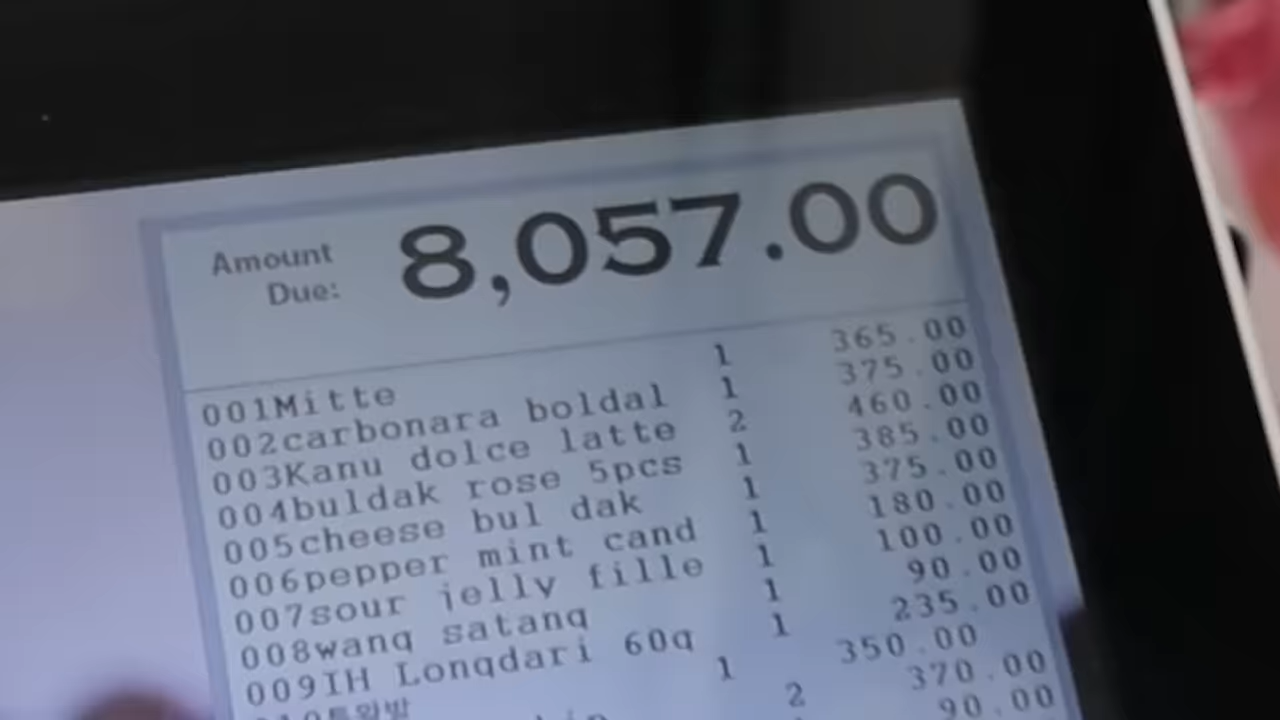 Amount Due: 8,057.00
001Mitte 1 365.00
002carbonara boldal 1 375.00
003Kanu dolce latte 2 460.00
004buldak rose 5pcs 1 385.00
005cheese bul dak 1 375.00
006pepper mint cand 1 180.00
007sour jelly fille 1 100.00
008wang satang 1 90.00
009IH Longdari 60g 1 235.00
1 350.00
2 370.00
90.00